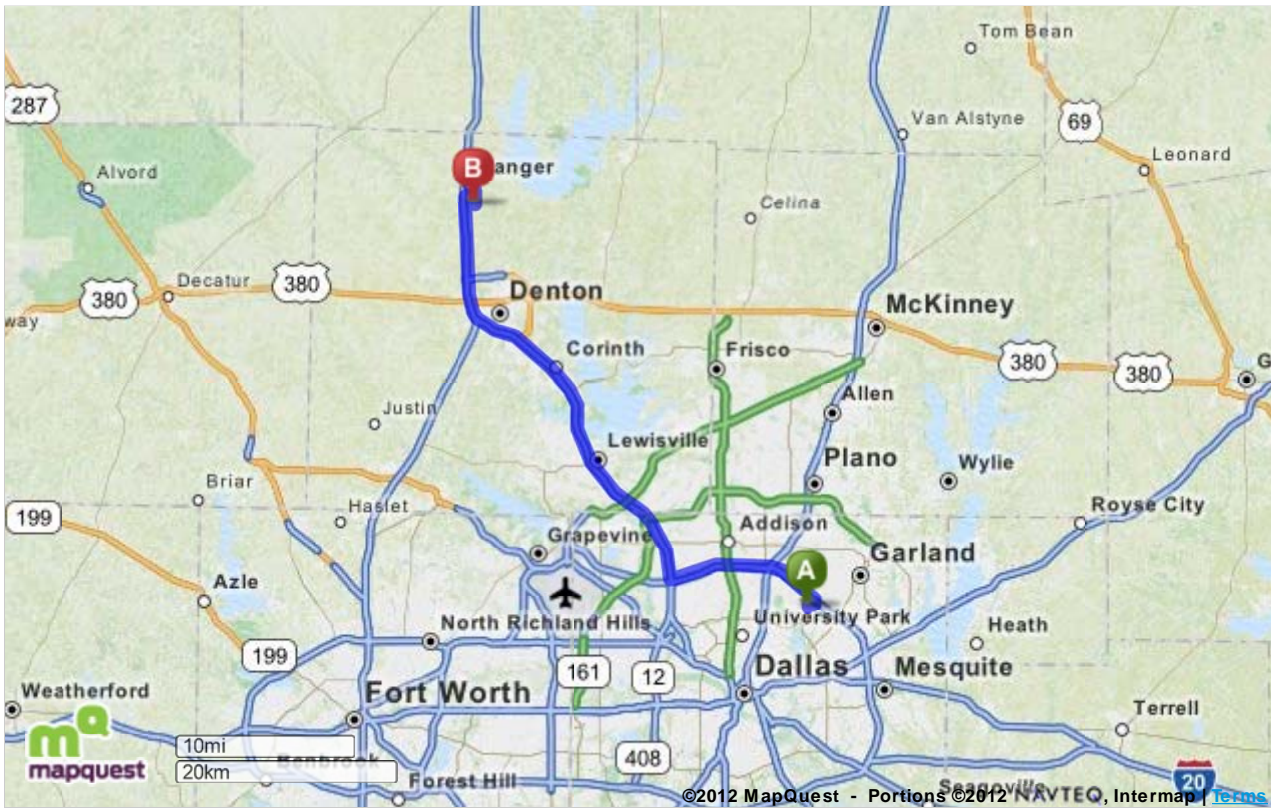 Tom Bean
287
Van Alstyne
69
Leonard
Alvord
B
anger
Celina
Decatur
380
380
Denton
McKinney
way
Corinth
Frisco
380
380
G
Justin
Allen
Lewisville
Plano
Wylie
Briar
Haslet
199
Royse City
Addison
Grapevine
Garland
A
Azle
University Park
North Richland Hills
Heath
199
161
12
Dallas
Mesquite
Weatherford
Fort Worth
Terrell
mq
mapquest
10mi
20km
Benbrook
408
Forest Hill
Seagoville
20
©2012 MapQuest - Portions ©2012 NAVTEQ, Intermap | Terms